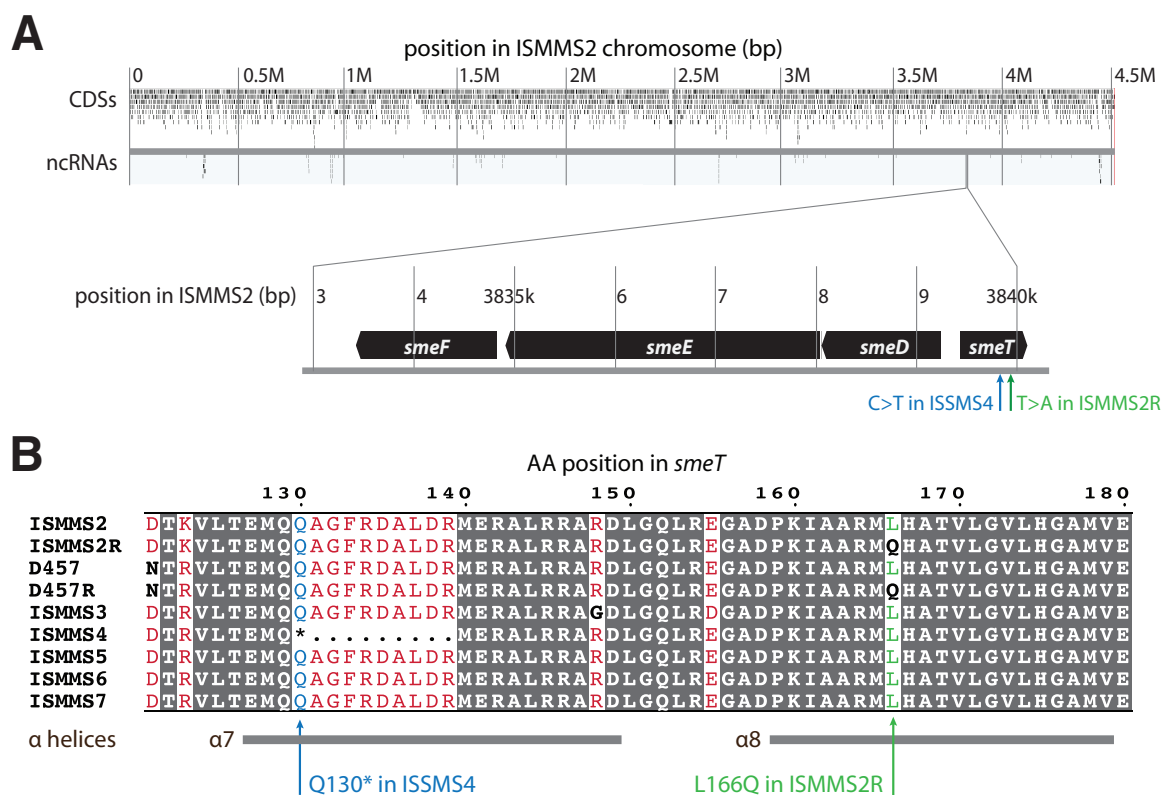 A
position in ISMMS2 chromosome (bp)
0 0.5M 1M 1.5M 2M 2.5M 3M 3.5M 4M 4.5M
CDSs
ncRNAs
position in ISMMS2 (bp) 3 4 3835k 6 7 8 9 3840k
smeF smeE smeD smeT
C>T in ISSMS4 T>A in ISMMS2R
B
AA position in smeT
130 140 150 160 170 180
ISMMS2 DTKVLTEMQQAGFRDALDRMERALRRARDLGQLREGADPKIAARMLHATVLGVLHGAMVE
ISMMS2R DTKVLTEMQQAGFRDALDRMERALRRARDLGQLREGADPKIAARMQHATVLGVLHGAMVE
D457 NTRVLTEMQQAGFRDALDRMERALRRARDLGQLREGADPKIAARMLHATVLGVLHGAMVE
D457R NTRVLTEMQQAGFRDALDRMERALRRARDLGQLREGADPKIAARMQHATVLGVLHGAMVE
ISMMS3 DTRVLTEMQQAGFRDALDRMERALRRAGDLGQLRDGADPKIAARMLHATVLGVLHGAMVE
ISMMS4 DTRVLTEMQ*.........MERALRRARDLGQLREGADPKIAARMLHATVLGVLHGAMVE
ISMMS5 DTRVLTEMQQAGFRDALDRMERALRRARDLGQLREGADPKIAARMLHATVLGVLHGAMVE
ISMMS6 DTRVLTEMQQAGFRDALDRMERALRRARDLGQLREGADPKIAARMLHATVLGVLHGAMVE
ISMMS7 DTRVLTEMQQAGFRDALDRMERALRRARDLGQLREGADPKIAARMLHATVLGVLHGAMVE
α helices α7 α8
Q130* in ISSMS4 L166Q in ISMMS2R